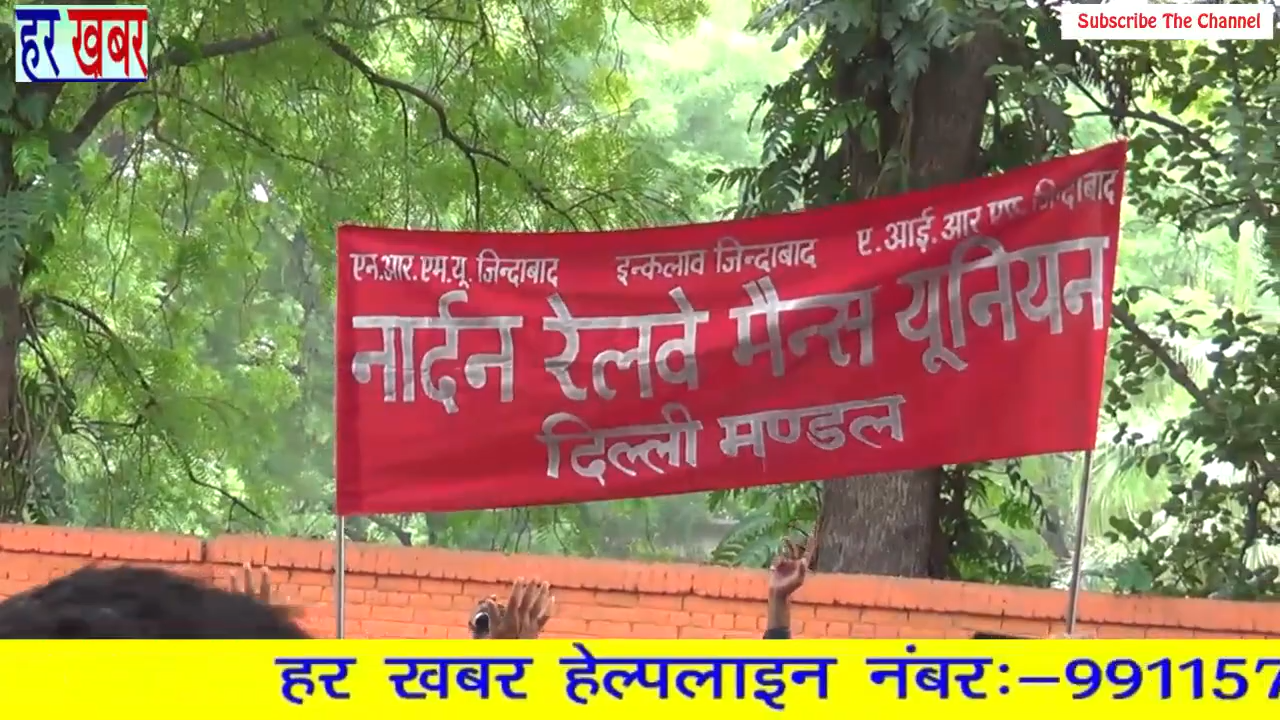 हर खबर
Subscribe The Channel
एन.आर.एम.यू. जिन्दाबाद इन्कलाव जिन्दाबाद ए.आई.आर एफ जिन्दाबाद
नार्दन रेलवे मैन्स यूनियन
दिल्ली मण्डल
हर खबर हेल्पलाइन नंबरः–991157